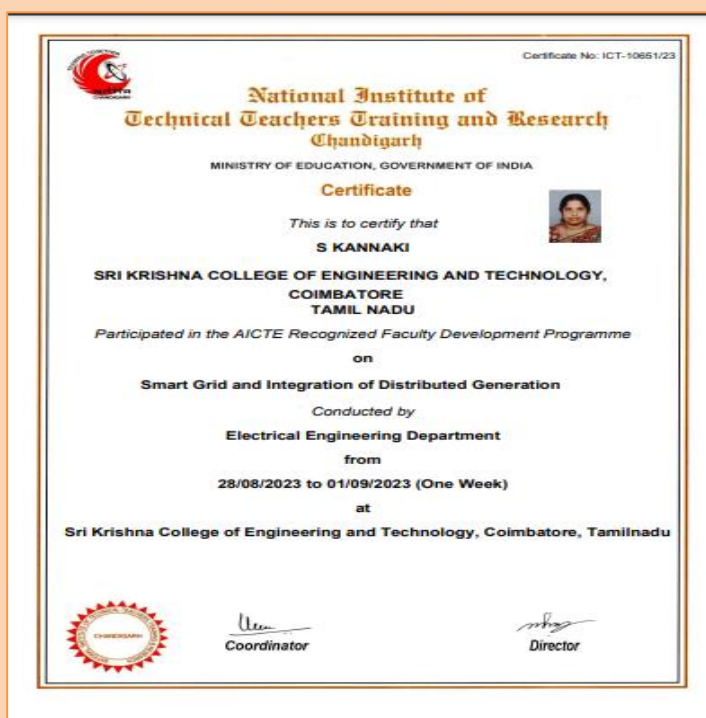 Certificate No: ICT-10651/23
National Institute of
Technical Teachers Training and Research
Chandigarh
MINISTRY OF EDUCATION, GOVERNMENT OF INDIA
Certificate
This is to certify that
S KANNAKI
SRI KRISHNA COLLEGE OF ENGINEERING AND TECHNOLOGY,
COIMBATORE
TAMIL NADU
Participated in the AICTE Recognized Faculty Development Programme
on
Smart Grid and Integration of Distributed Generation
Conducted by
Electrical Engineering Department
from
28/08/2023 to 01/09/2023 (One Week)
at
Sri Krishna College of Engineering and Technology, Coimbatore, Tamilnadu
CHANDIGARH
Coordinator
Director